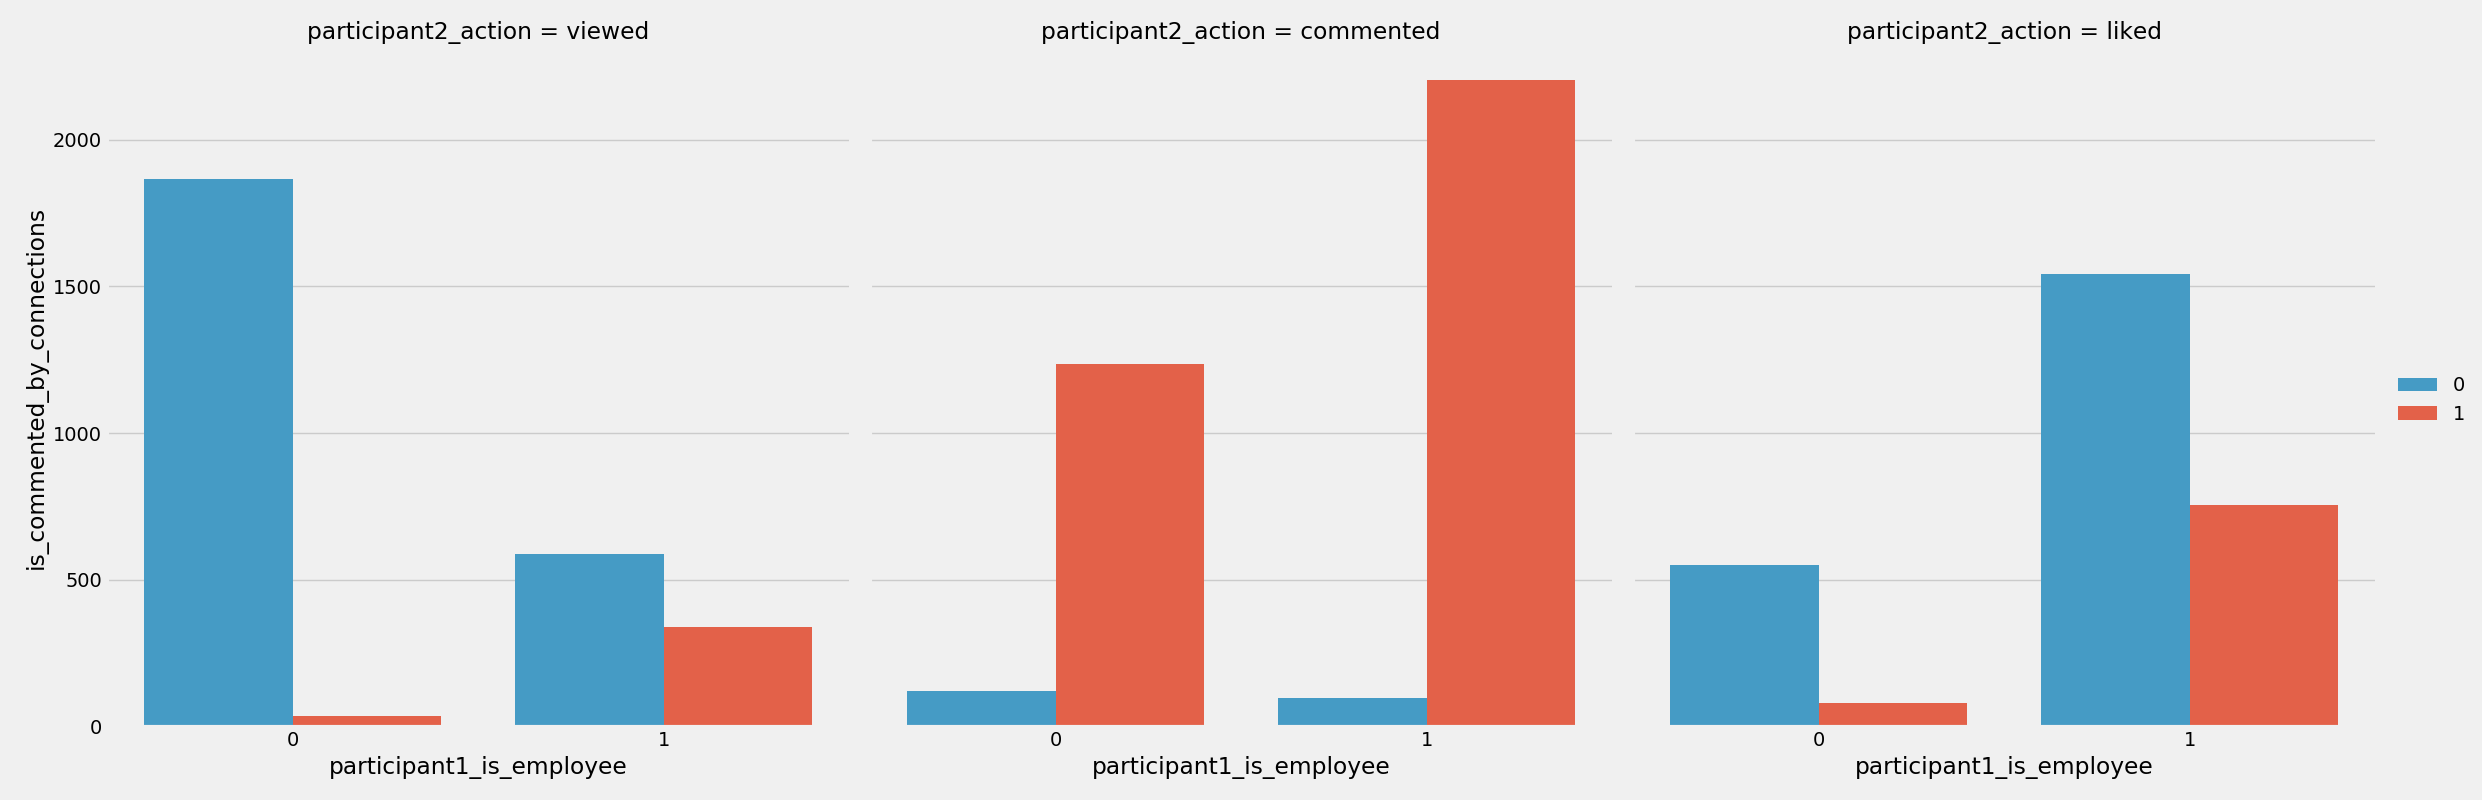 participant2_action = viewed
participant2_action = commented
participant2_action = liked
is_commented_by_connections
2000
1500
1000
500
0
0 1
0 1
0 1
participant1_is_employee
participant1_is_employee
participant1_is_employee
0
1